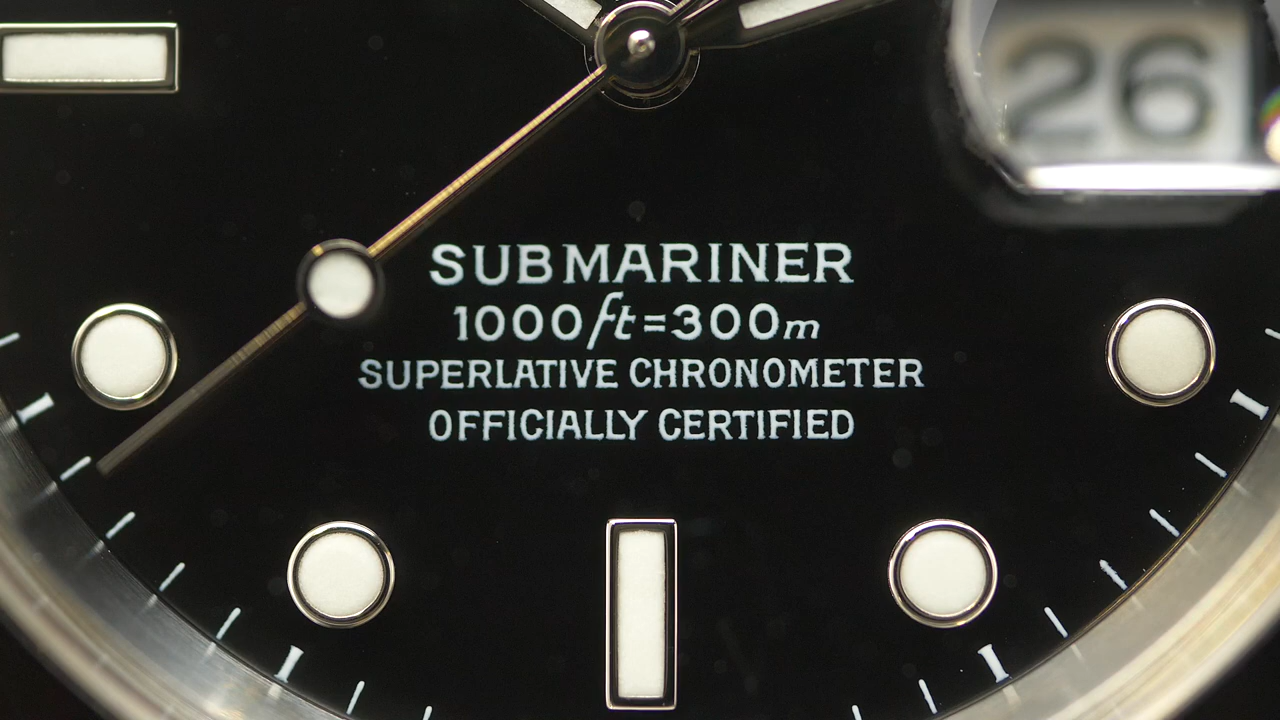 26
SUBMARINER
1000ft=300m
SUPERLATIVE CHRONOMETER
OFFICIALLY CERTIFIED